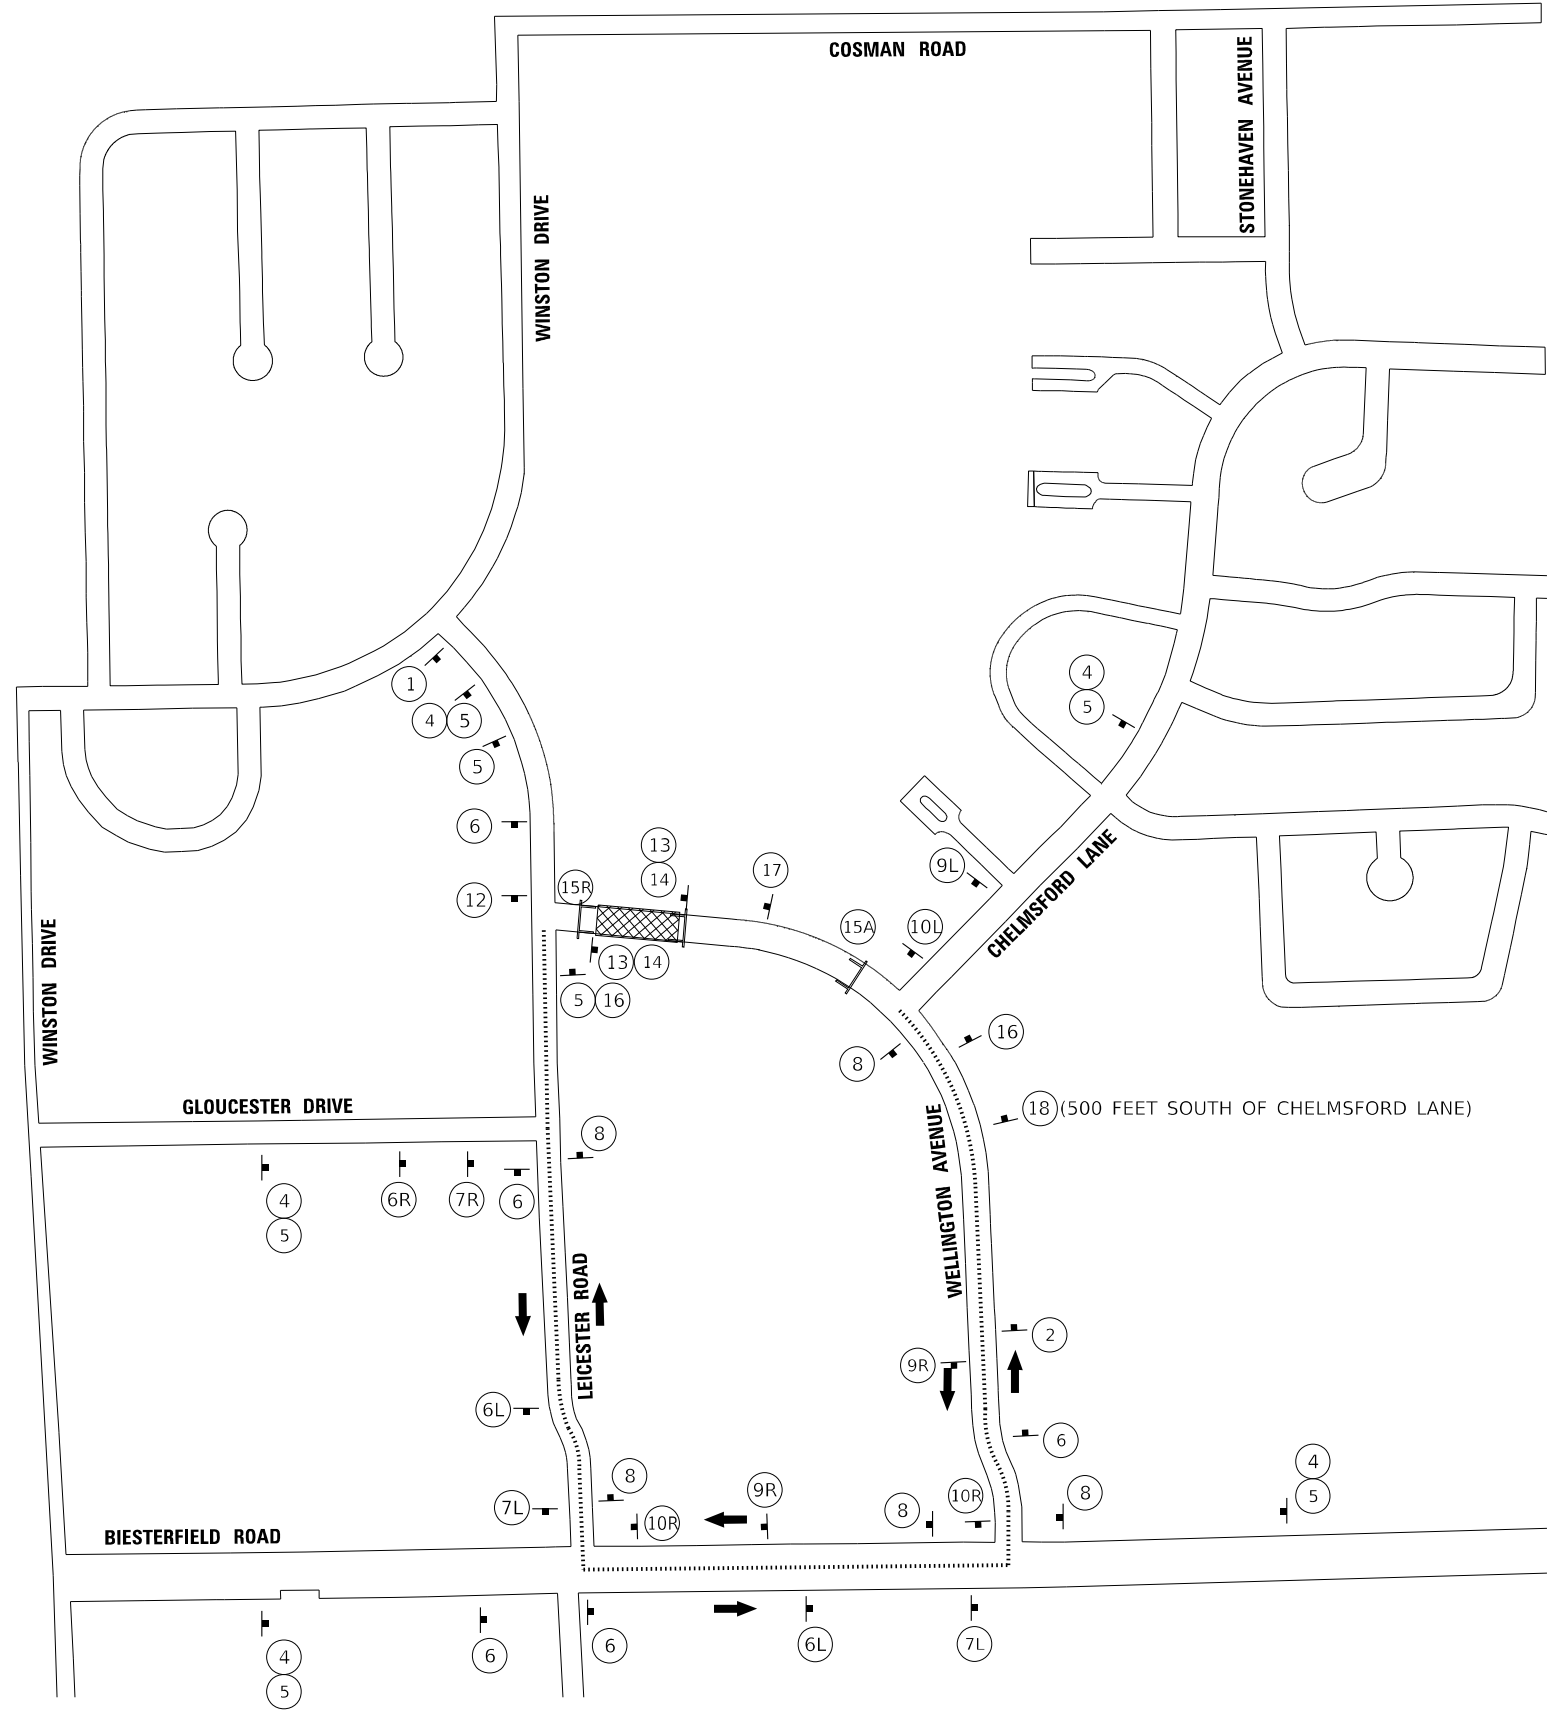 COSMAN ROAD
STONEHAVEN AVENUE
WINSTON DRIVE
1
4
5
4 5
5
6
13
14
17
9L
CHELMSFORD LANE
15R
12
15A
10L
WINSTON DRIVE
13 14
5 16
16
8
18 (500 FEET SOUTH OF CHELMSFORD LANE)
GLOUCESTER DRIVE
8
WELLINGTON AVENUE
4
5
6R
7R
6
LEICESTER ROAD
2
9R
6L
6
4
5
8
9R
10R
8
8
7L
10R
BIESTERFIELD ROAD
4
5
6
6
6L
7L